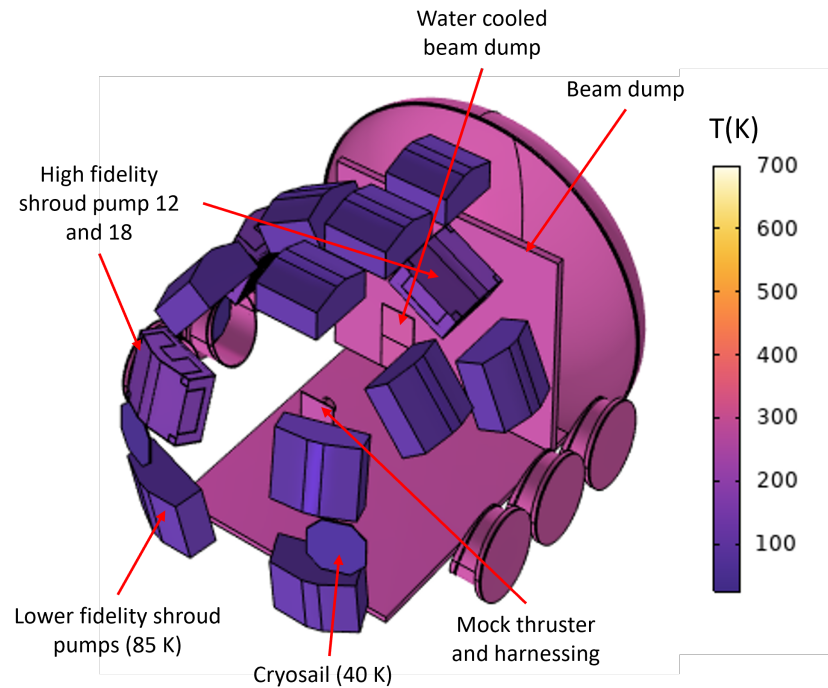 Water cooled
beam dump
Beam dump
T(K)
High fidelity
shroud pump 12
and 18
700
600
500
400
300
200
100
Lower fidelity shroud
pumps (85 K)
Cryosail (40 K)
Mock thruster
and harnessing